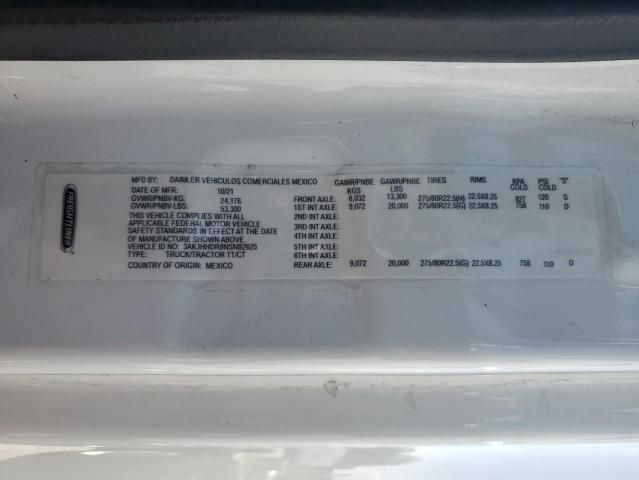 FREIGHTLINER
MFD BY: DAIMLER VEHICULOS COMERCIALES MEXICO
DATE OF MFR: 10/21
GVWR/PNBV-KG: 24,176
GVWR/PNBV-LBS: 53,300
THIS VEHICLE COMPLIES WITH ALL
APPLICABLE FEDERAL MOTOR VEHICLE
SAFETY STANDARDS IN EFFECT AT THE DATE
OF MANUFACTURE SHOWN ABOVE.
VEHICLE ID NO: 3AKJHHDR8NSNB2625
TYPE: TRUCK/TRACTOR TT/CT
COUNTRY OF ORIGIN: MEXICO
GAWR/PNBE GAWR/PNBE TIRES RIMS KPA PSI "S"
KGS LBS COLD COLD
FRONT AXLE: 6,032 13,300 275/80R22.5(H) 22.5X8.25 827 120 S
1ST INT AXLE: 9,072 20,000 275/80R22.5(G) 22.5X8.25 758 110 D
2ND INT AXLE:
3RD INT AXLE:
4TH INT AXLE:
5TH INT AXLE:
6TH INT AXLE:
REAR AXLE: 9,072 20,000 275/80R22.5(G) 22.5X8.25 758 110 D